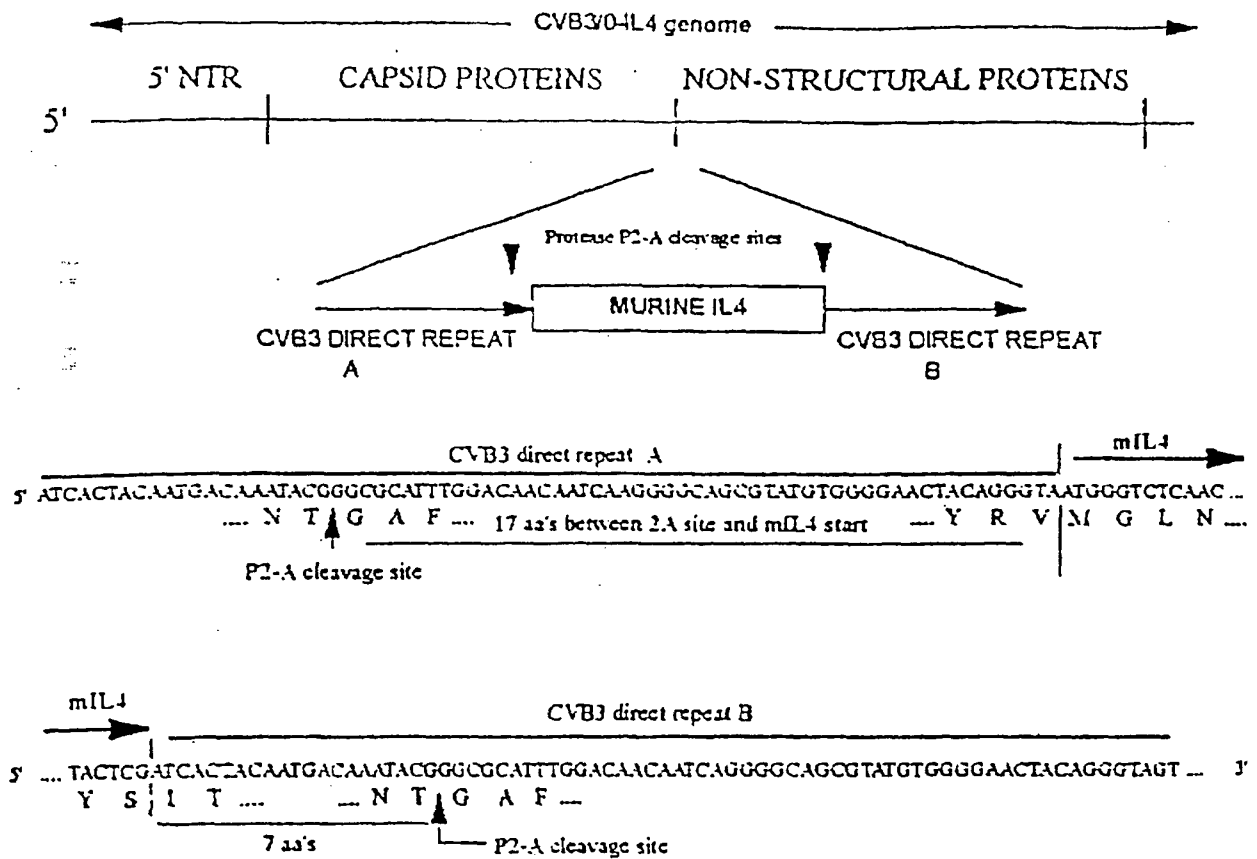 CVB3/0-IL4 genome
5' NTR CAPSID PROTEINS NON-STRUCTURAL PROTEINS
5'
Protease P2-A cleavage sites
MURINE IL4
CVB3 DIRECT REPEAT A
CVB3 DIRECT REPEAT B
CVB3 direct repeat A mIL4
5' ATCACTACAATGACAAATACGGGCGCATTTGGACAACAATCAAGGGGCAGCGTATGTGGGGAACTACAGGGTAATGGGTCTCAAC...
.... N T G A F.... 17 aa's between 2A site and mIL4 start ... Y R V M G L N ...
P2-A cleavage site
mIL4 CVB3 direct repeat B
5' .... TACTCGATCACTACAATGACAAATACGGGCGCATTTGGACAACAATCAGGGGCAGCGTATGTGGGGAACTACAGGGTAGT ... 3'
Y S I T .... ... N T G A F ...
7 aa's P2-A cleavage site